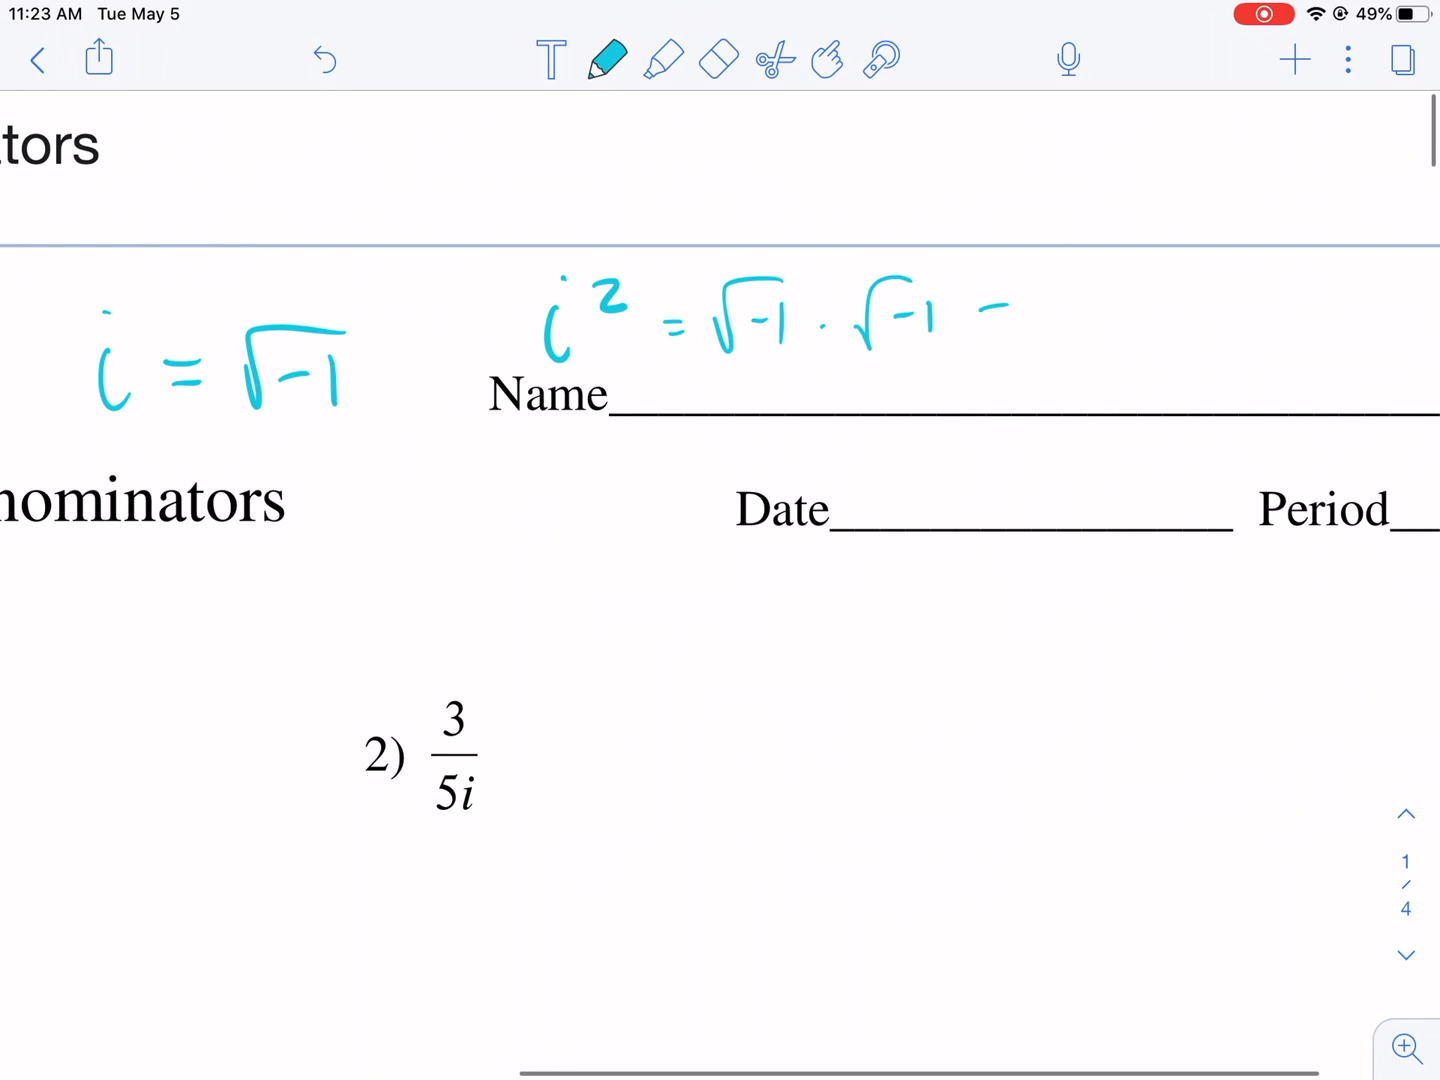 11:23 AM Tue May 5 49%
tors
i = √-1
i² = √-1 · √-1 -
Name
nominators
Date Period
2) 3/5i
1
/
4